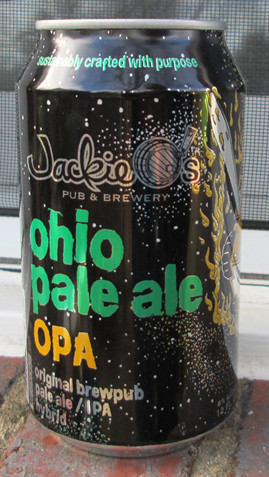 sustainably crafted with purpose
Jackie O's
PUB & BREWERY
ohio
pale ale
OPA
original brewpub
pale ale / IPA
hybrid